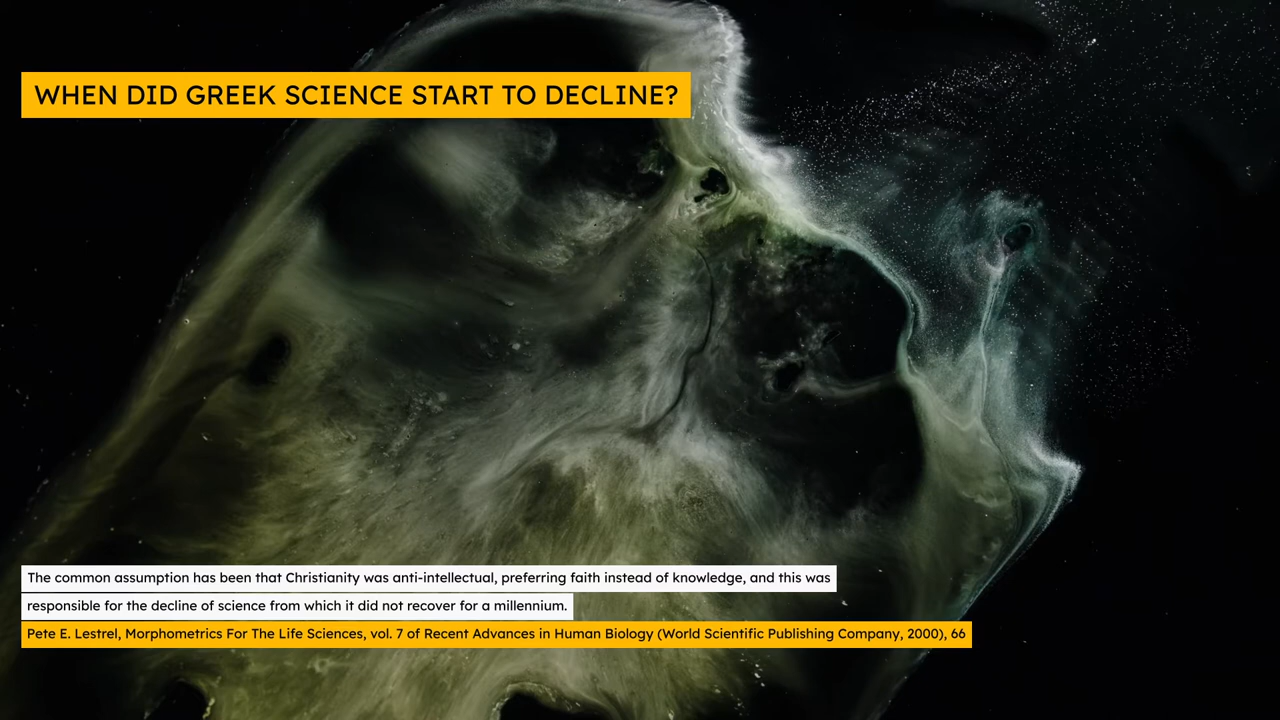 WHEN DID GREEK SCIENCE START TO DECLINE?
The common assumption has been that Christianity was anti-intellectual, preferring faith instead of knowledge, and this was
responsible for the decline of science from which it did not recover for a millennium.
Pete E. Lestrel, Morphometrics For The Life Sciences, vol. 7 of Recent Advances in Human Biology (World Scientific Publishing Company, 2000), 66